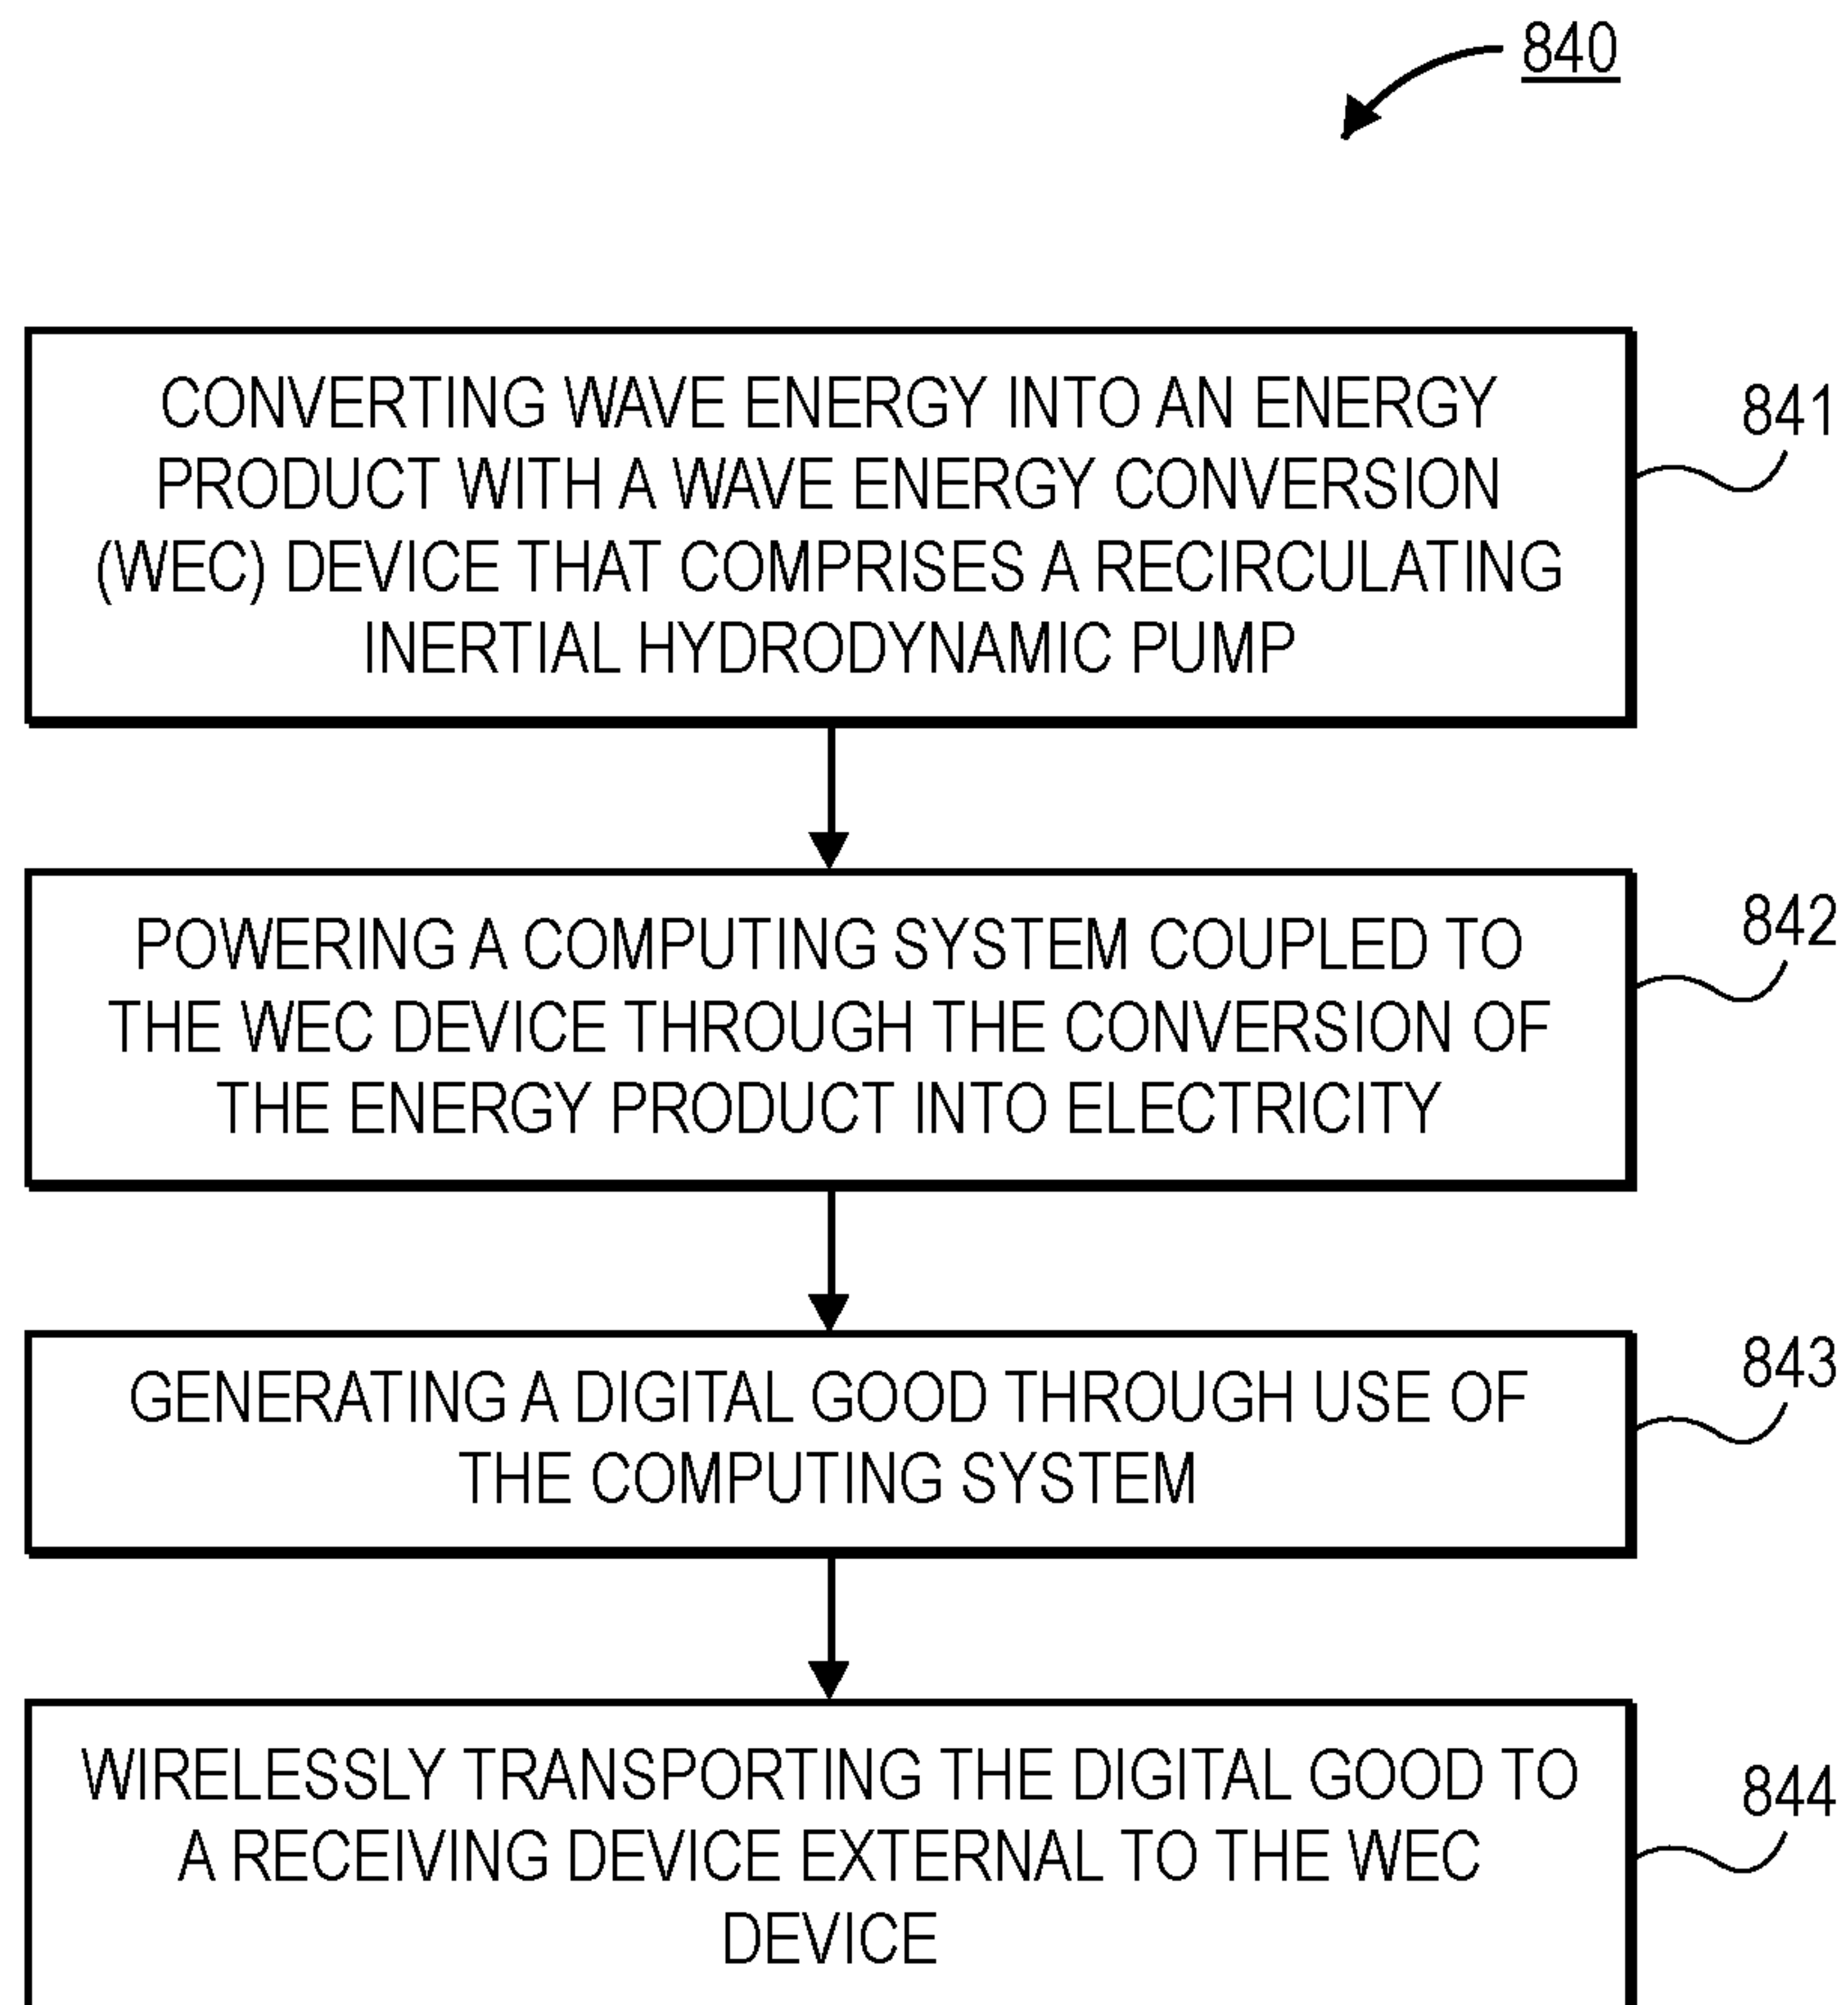 840
CONVERTING WAVE ENERGY INTO AN ENERGY
PRODUCT WITH A WAVE ENERGY CONVERSION
(WEC) DEVICE THAT COMPRISES A RECIRCULATING
INERTIAL HYDRODYNAMIC PUMP
841
POWERING A COMPUTING SYSTEM COUPLED TO
THE WEC DEVICE THROUGH THE CONVERSION OF
THE ENERGY PRODUCT INTO ELECTRICITY
842
GENERATING A DIGITAL GOOD THROUGH USE OF
THE COMPUTING SYSTEM
843
WIRELESSLY TRANSPORTING THE DIGITAL GOOD TO
A RECEIVING DEVICE EXTERNAL TO THE WEC
DEVICE
844